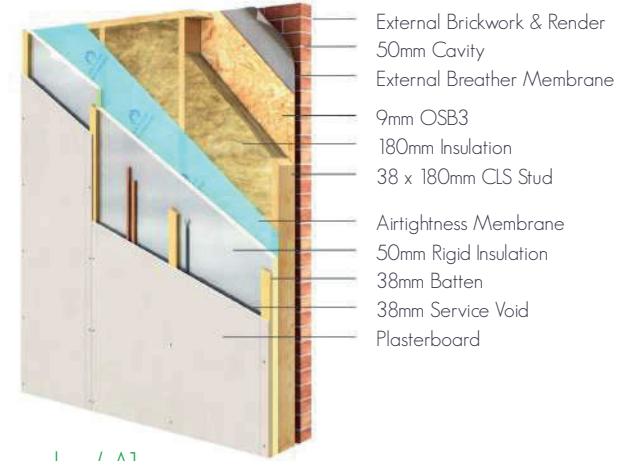 External Brickwork & Render
50mm Cavity
External Breather Membrane
9mm OSB3
180mm Insulation
38 x 180mm CLS Stud
Airtightness Membrane
50mm Rigid Insulation
38mm Batten
38mm Service Void
Plasterboard